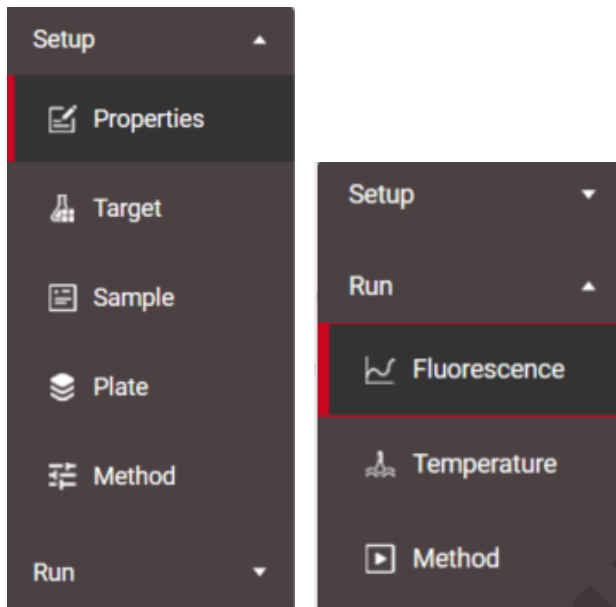 Setup
Properties
Target
Sample
Plate
Method
Run
Setup
Run
Fluorescence
Temperature
Method